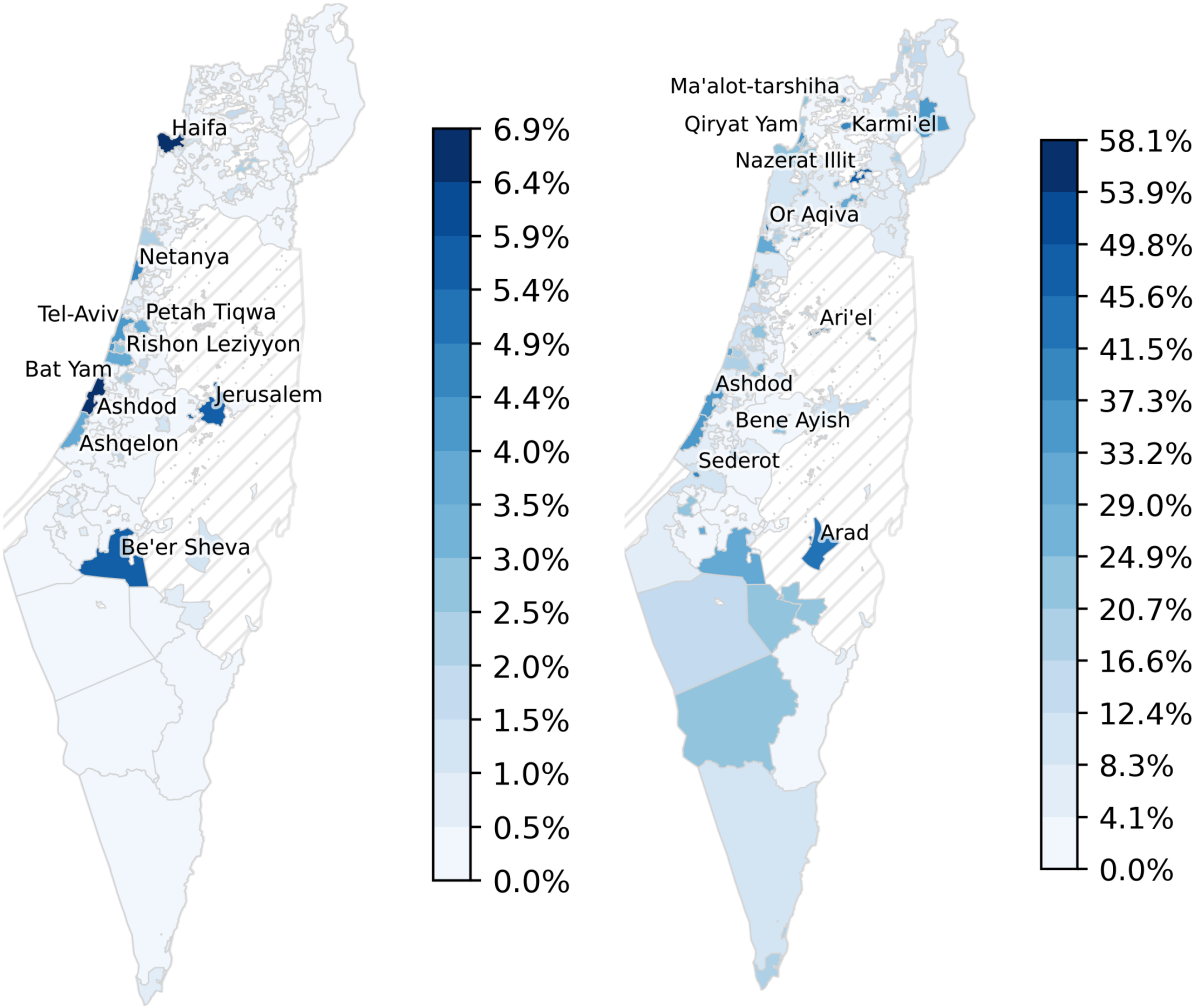 Haifa
Netanya
Tel-Aviv
Petah Tiqwa
Rishon Leziyyon
Bat Yam
Jerusalem
Ashdod
Ashqelon
Be'er Sheva
6.9%
6.4%
5.9%
5.4%
4.9%
4.4%
4.0%
3.5%
3.0%
2.5%
2.0%
1.5%
1.0%
0.5%
0.0%
Ma'alot-tarshiha
Qiryat Yam
Karmi'el
Nazerat Illit
Or Aqiva
Ari'el
Ashdod
Bene Ayish
Sederot
Arad
58.1%
53.9%
49.8%
45.6%
41.5%
37.3%
33.2%
29.0%
24.9%
20.7%
16.6%
12.4%
8.3%
4.1%
0.0%